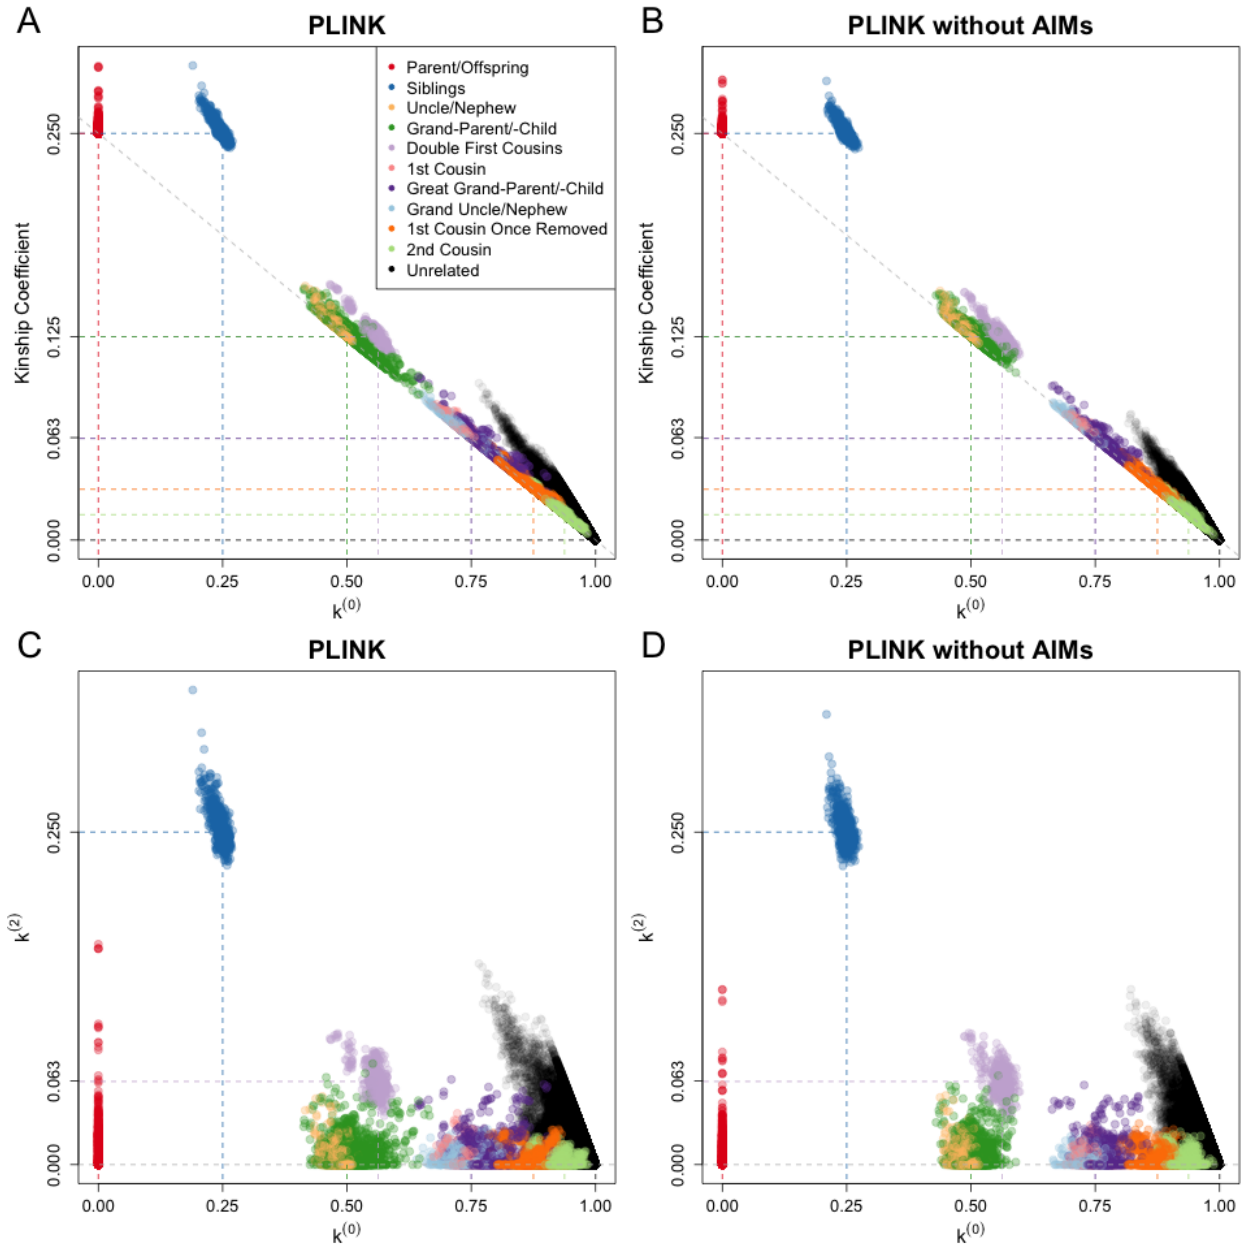 A
PLINK
Kinship Coefficient
0.250
0.125
0.063
0.000
Parent/Offspring
Siblings
Uncle/Nephew
Grand-Parent/-Child
Double First Cousins
1st Cousin
Great Grand-Parent/-Child
Grand Uncle/Nephew
1st Cousin Once Removed
2nd Cousin
Unrelated
0.00 0.25 0.50 0.75 1.00
k(0)
B
PLINK without AIMs
Kinship Coefficient
0.250
0.125
0.063
0.000
0.00 0.25 0.50 0.75 1.00
k(0)
C
PLINK
k(2)
0.250
0.063
0.000
0.00 0.25 0.50 0.75 1.00
k(0)
D
PLINK without AIMs
k(2)
0.250
0.063
0.000
0.00 0.25 0.50 0.75 1.00
k(0)